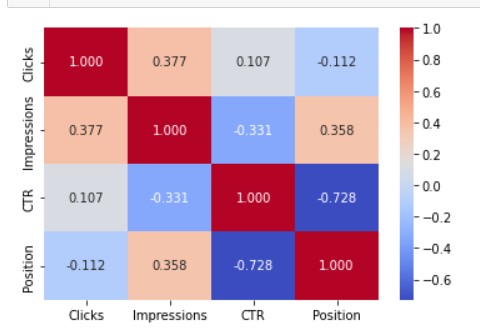 Clicks 1.000 0.377 0.107 -0.112
Impressions 0.377 1.000 -0.331 0.358
CTR 0.107 -0.331 1.000 -0.728
Position -0.112 0.358 -0.728 1.000
Clicks Impressions CTR Position
1.0
0.8
0.6
0.4
0.2
0.0
−0.2
−0.4
−0.6